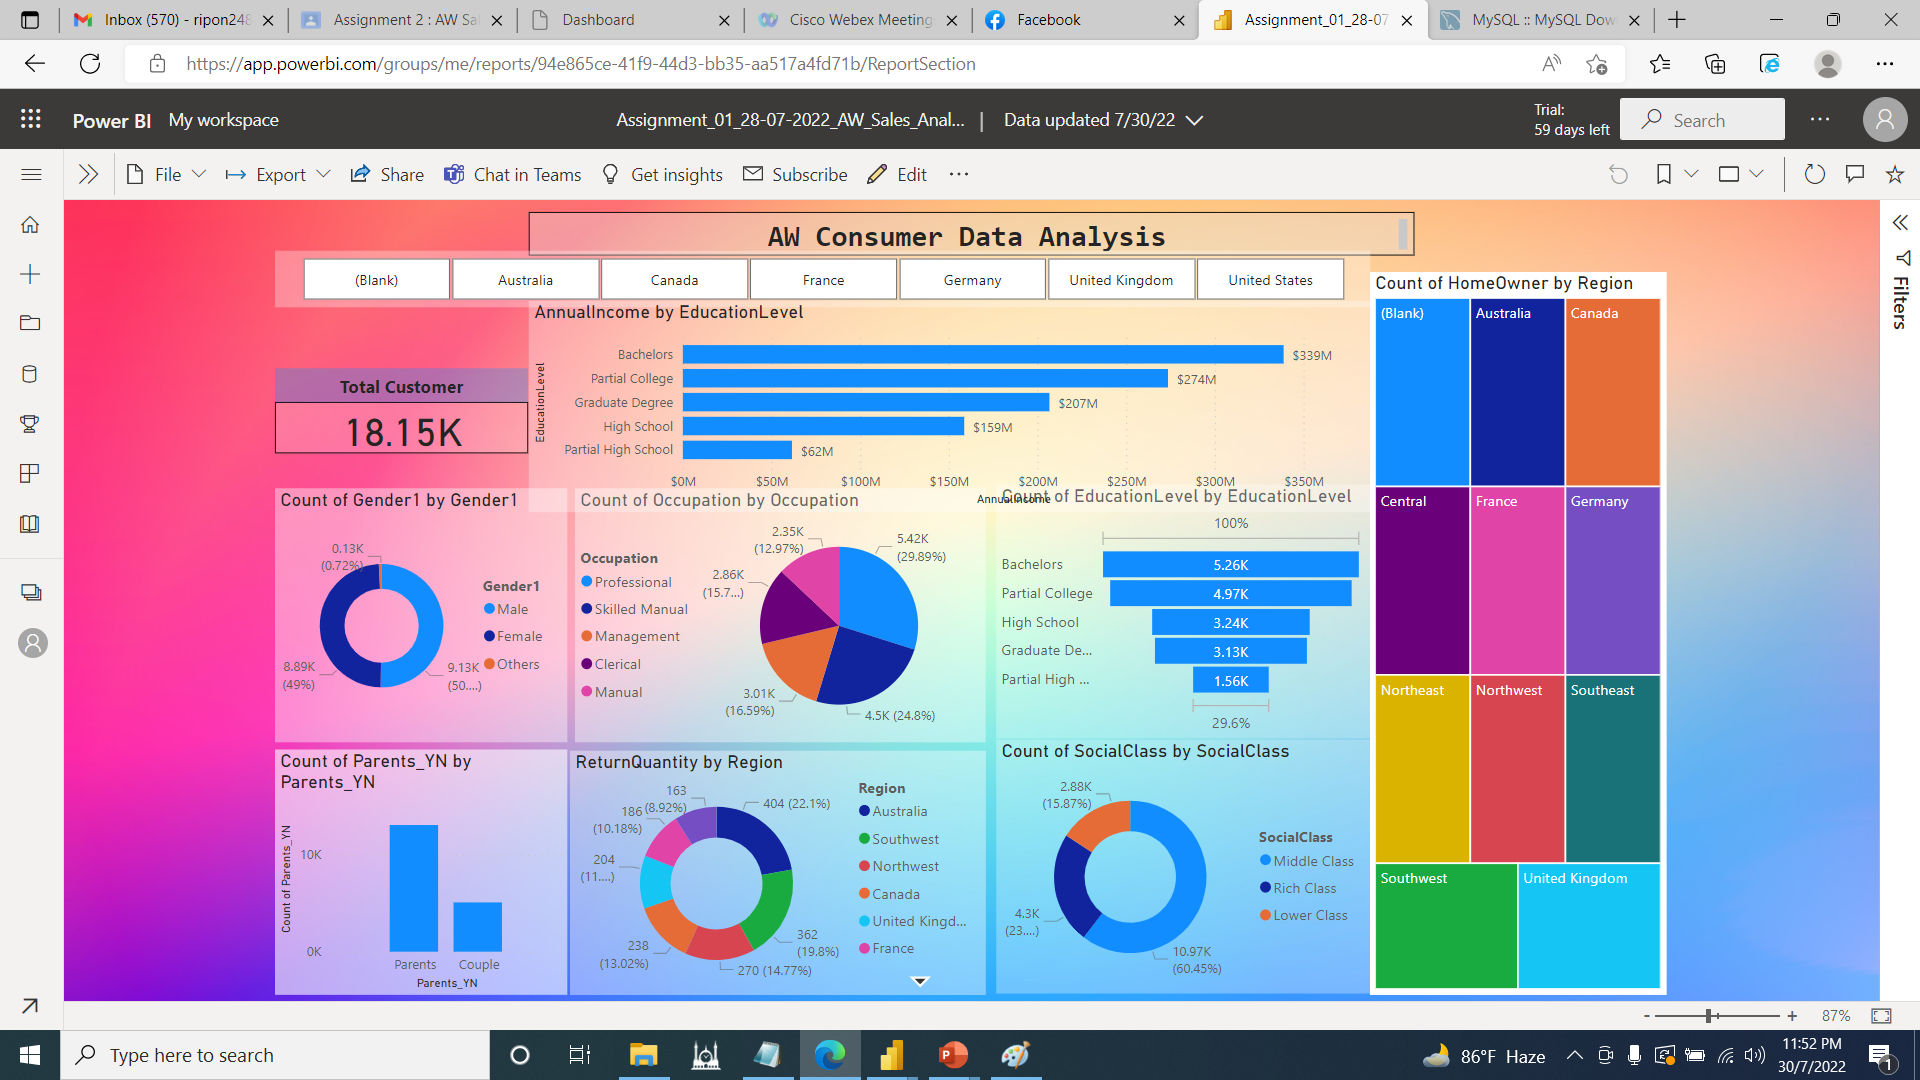 Inbox (570) - ripon248
Assignment 2 : AW Sal
Dashboard
Cisco Webex Meeting
Facebook
Assignment_01_28-07
MySQL :: MySQL Dow
https://app.powerbi.com/groups/me/reports/94e865ce-41f9-44d3-bb35-aa517a4fd71b/ReportSection
Power BI My workspace
Assignment_01_28-07-2022_AW_Sales_Anal... | Data updated 7/30/22
Trial:
59 days left
Search
File
Export
Share
Chat in Teams
Get insights
Subscribe
Edit
Filters
AW Consumer Data Analysis
(Blank)
Australia
Canada
France
Germany
United Kingdom
United States
Total Customer
18.15K
AnnualIncome by EducationLevel
EducationLevel
Bachelors
$339M
Partial College
$274M
Graduate Degree
$207M
High School
$159M
Partial High School
$62M
$0M $50M $100M $150M $200M $250M $300M $350M
AnnualIncome
Count of HomeOwner by Region
(Blank)
Australia
Canada
Central
France
Germany
Northeast
Northwest
Southeast
Southwest
United Kingdom
Count of Gender1 by Gender1
0.13K
(0.72%)
8.89K
(49%)
9.13K
(50....)
Gender1
Male
Female
Others
Count of Occupation by Occupation
Occupation
Professional
Skilled Manual
Management
Clerical
Manual
2.35K
(12.97%)
5.42K
(29.89%)
2.86K
(15.7...)
3.01K
(16.59%)
4.5K (24.8%)
Count of EducationLevel by EducationLevel
100%
Bachelors
5.26K
Partial College
4.97K
High School
3.24K
Graduate De...
3.13K
Partial High ...
1.56K
29.6%
Count of Parents_YN by
Parents_YN
Count of Parents_YN
10K
0K
Parents
Couple
Parents_YN
ReturnQuantity by Region
163
(8.92%)
404 (22.1%)
186
(10.18%)
204
(11....)
238
(13.02%)
270 (14.77%)
362
(19.8%)
Region
Australia
Southwest
Northwest
Canada
United Kingd...
France
Count of SocialClass by SocialClass
2.88K
(15.87%)
4.3K
(23....)
10.97K
(60.45%)
SocialClass
Middle Class
Rich Class
Lower Class
- + 87%
Type here to search
86°F Haze
11:52 PM
30/7/2022
1